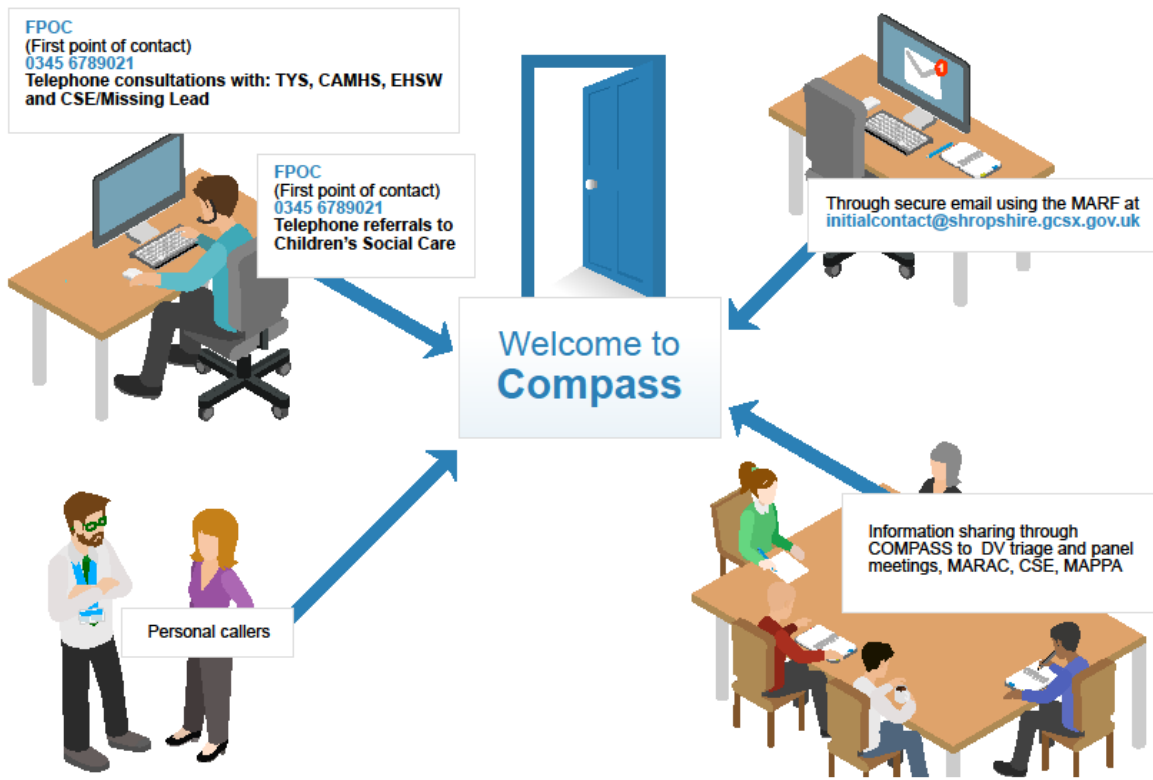 FPOC
(First point of contact)
0345 6789021
Telephone consultations with: TYS, CAMHS, EHSW
and CSE/Missing Lead
FPOC
(First point of contact)
0345 6789021
Telephone referrals to
Children's Social Care
1
Through secure email using the MARF at
initialcontact@shropshire.gcsx.gov.uk
Welcome to
Compass
Information sharing through
COMPASS to DV triage and panel
meetings, MARAC, CSE, MAPPA
Personal callers